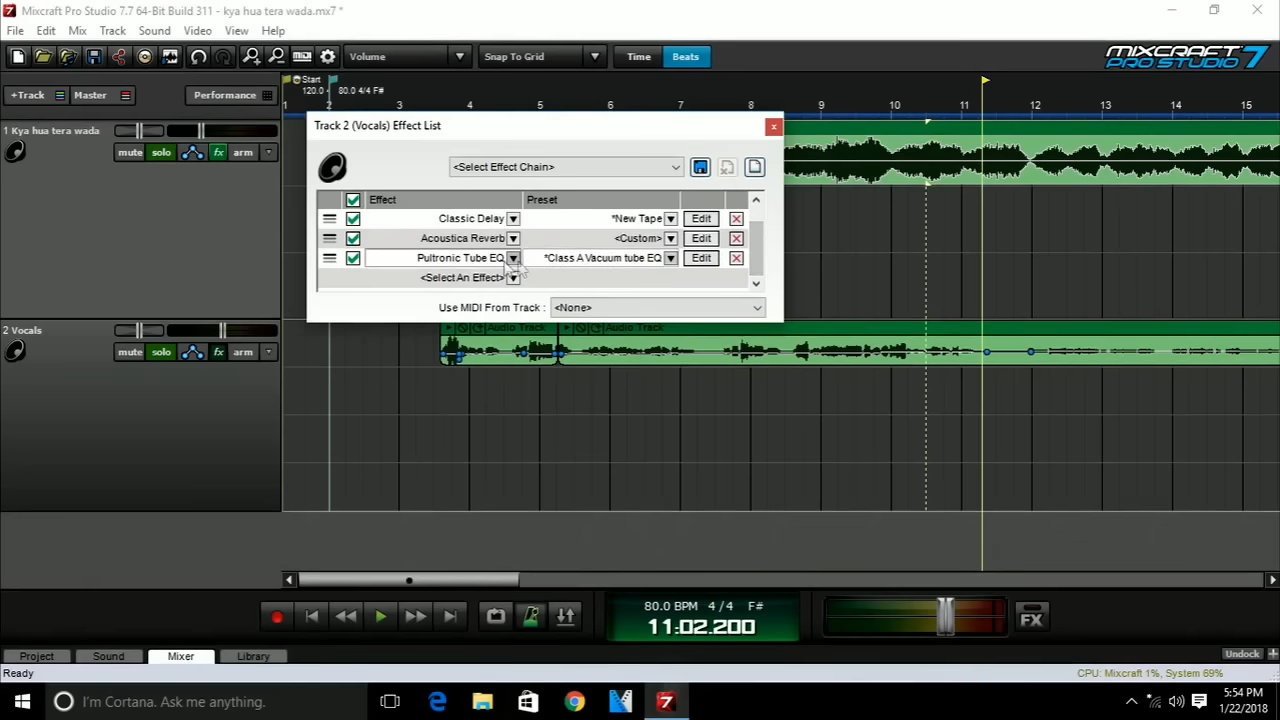 Mixcraft Pro Studio 7.7 64-Bit Build 311 - kya hua tera wada.mx7 *
File Edit Mix Track Sound Video View Help
Volume Snap To Grid Time Beats MIXCRAFT PRO STUDIO 7
+Track Master Performance
Start
120.0 80.0 4/4 F#
1 2 3 4 5 6 7 8 9 10 11 12 13 14 15
1 Kya hua tera wada
mute solo fx arm
Track 2 (Vocals) Effect List
<Select Effect Chain>
Effect Preset
Classic Delay *New Tape Edit
Acoustica Reverb <Custom> Edit
Pultronic Tube EQ *Class A Vacuum tube EQ Edit
<Select An Effect>
Use MIDI From Track : <None>
2 Vocals
mute solo fx arm
Audio Track Audio Track
80.0 BPM 4/4 F#
11:02.200
FX
Project Sound Mixer Library Undock
Ready CPU: Mixcraft 1%, System 69%
I'm Cortana. Ask me anything.
7
5:54 PM
1/22/2018